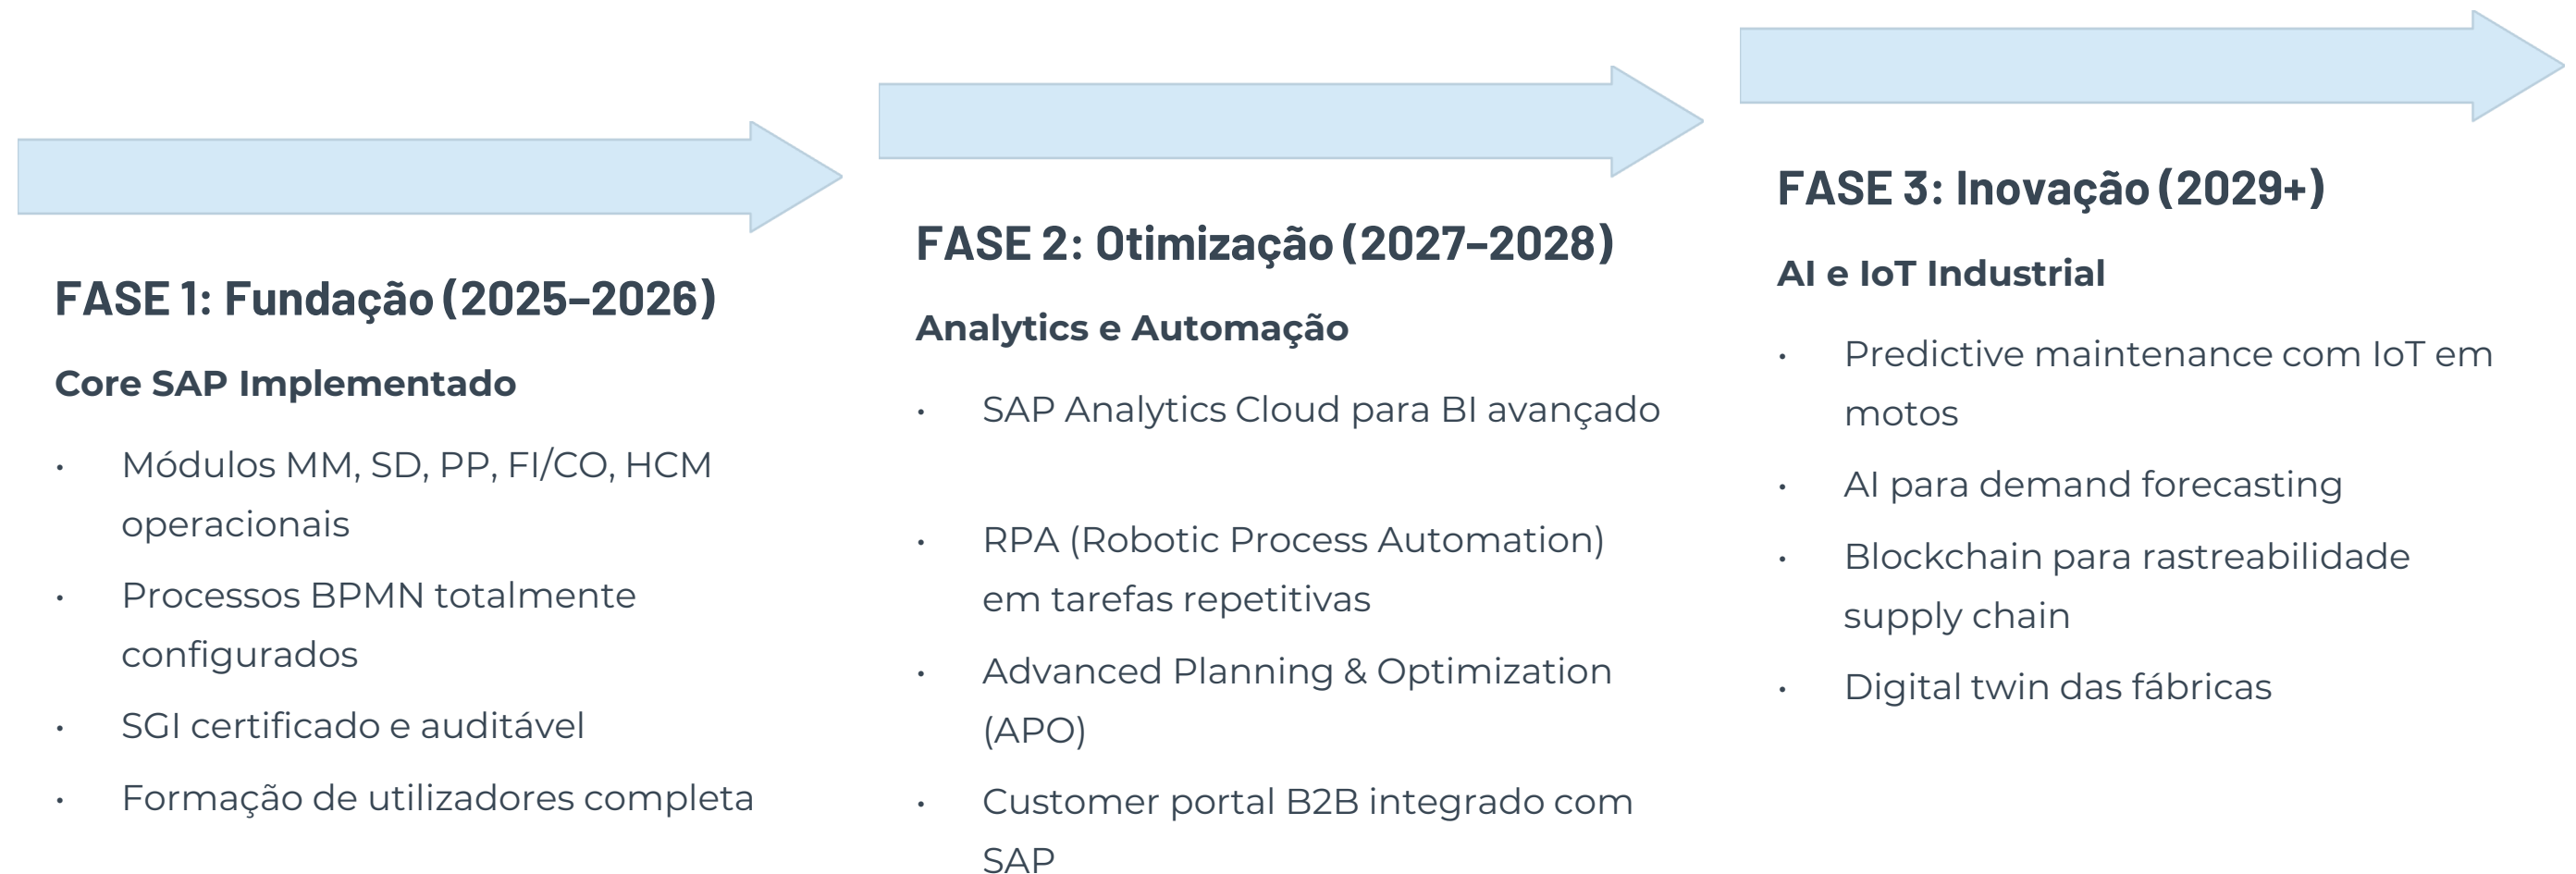 FASE 1: Fundação (2025–2026)
Core SAP Implementado
• Módulos MM, SD, PP, FI/CO, HCM
operacionais
• Processos BPMN totalmente
configurados
• SGI certificado e auditável
• Formação de utilizadores completa
FASE 2: Otimização (2027–2028)
Analytics e Automação
• SAP Analytics Cloud para BI avançado
• RPA (Robotic Process Automation)
em tarefas repetitivas
• Advanced Planning & Optimization
(APO)
• Customer portal B2B integrado com
SAP
FASE 3: Inovação (2029+)
AI e IoT Industrial
• Predictive maintenance com IoT em
motos
• AI para demand forecasting
• Blockchain para rastreabilidade
supply chain
• Digital twin das fábricas